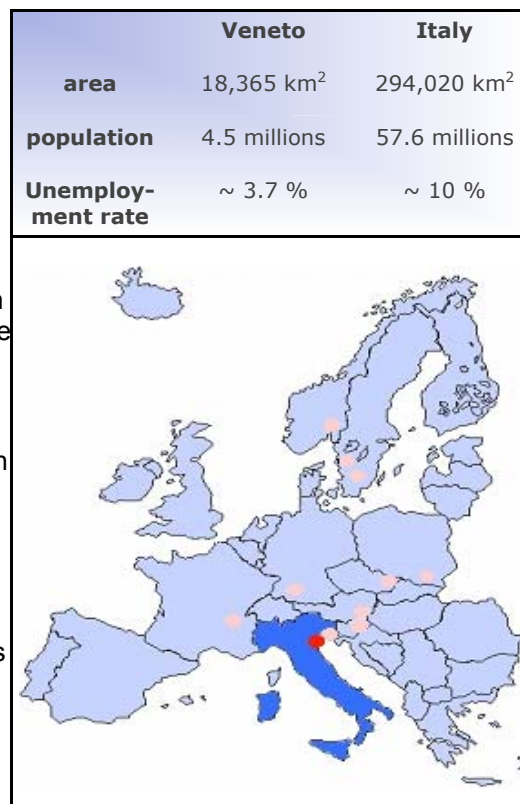 Veneto Italy
area 18,365 km² 294,020 km²
population 4.5 millions 57.6 millions
Unemploy- ~ 3.7 % ~ 10 %
ment rate